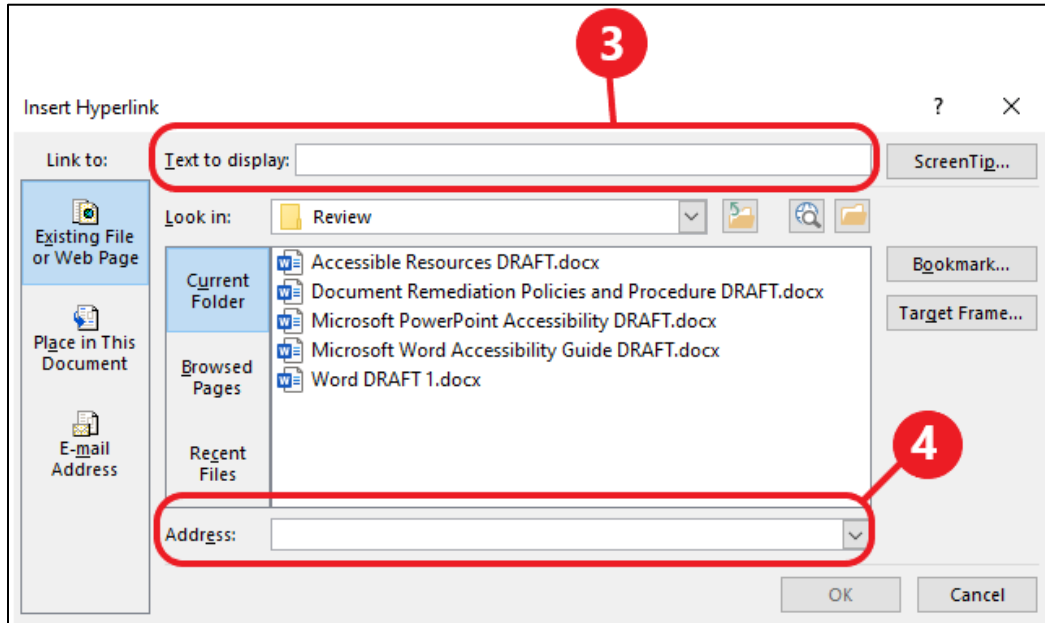 3
Insert Hyperlink
?
Link to:
Text to display:
ScreenTip...
Existing File
or Web Page
Look in:
Review
Place in This
Document
Current
Folder
Accessible Resources DRAFT.docx
Document Remediation Policies and Procedure DRAFT.docx
Microsoft PowerPoint Accessibility DRAFT.docx
Microsoft Word Accessibility Guide DRAFT.docx
Word DRAFT 1.docx
Bookmark...
Target Frame...
Browsed
Pages
E-mail
Address
Recent
Files
4
Address:
OK
Cancel